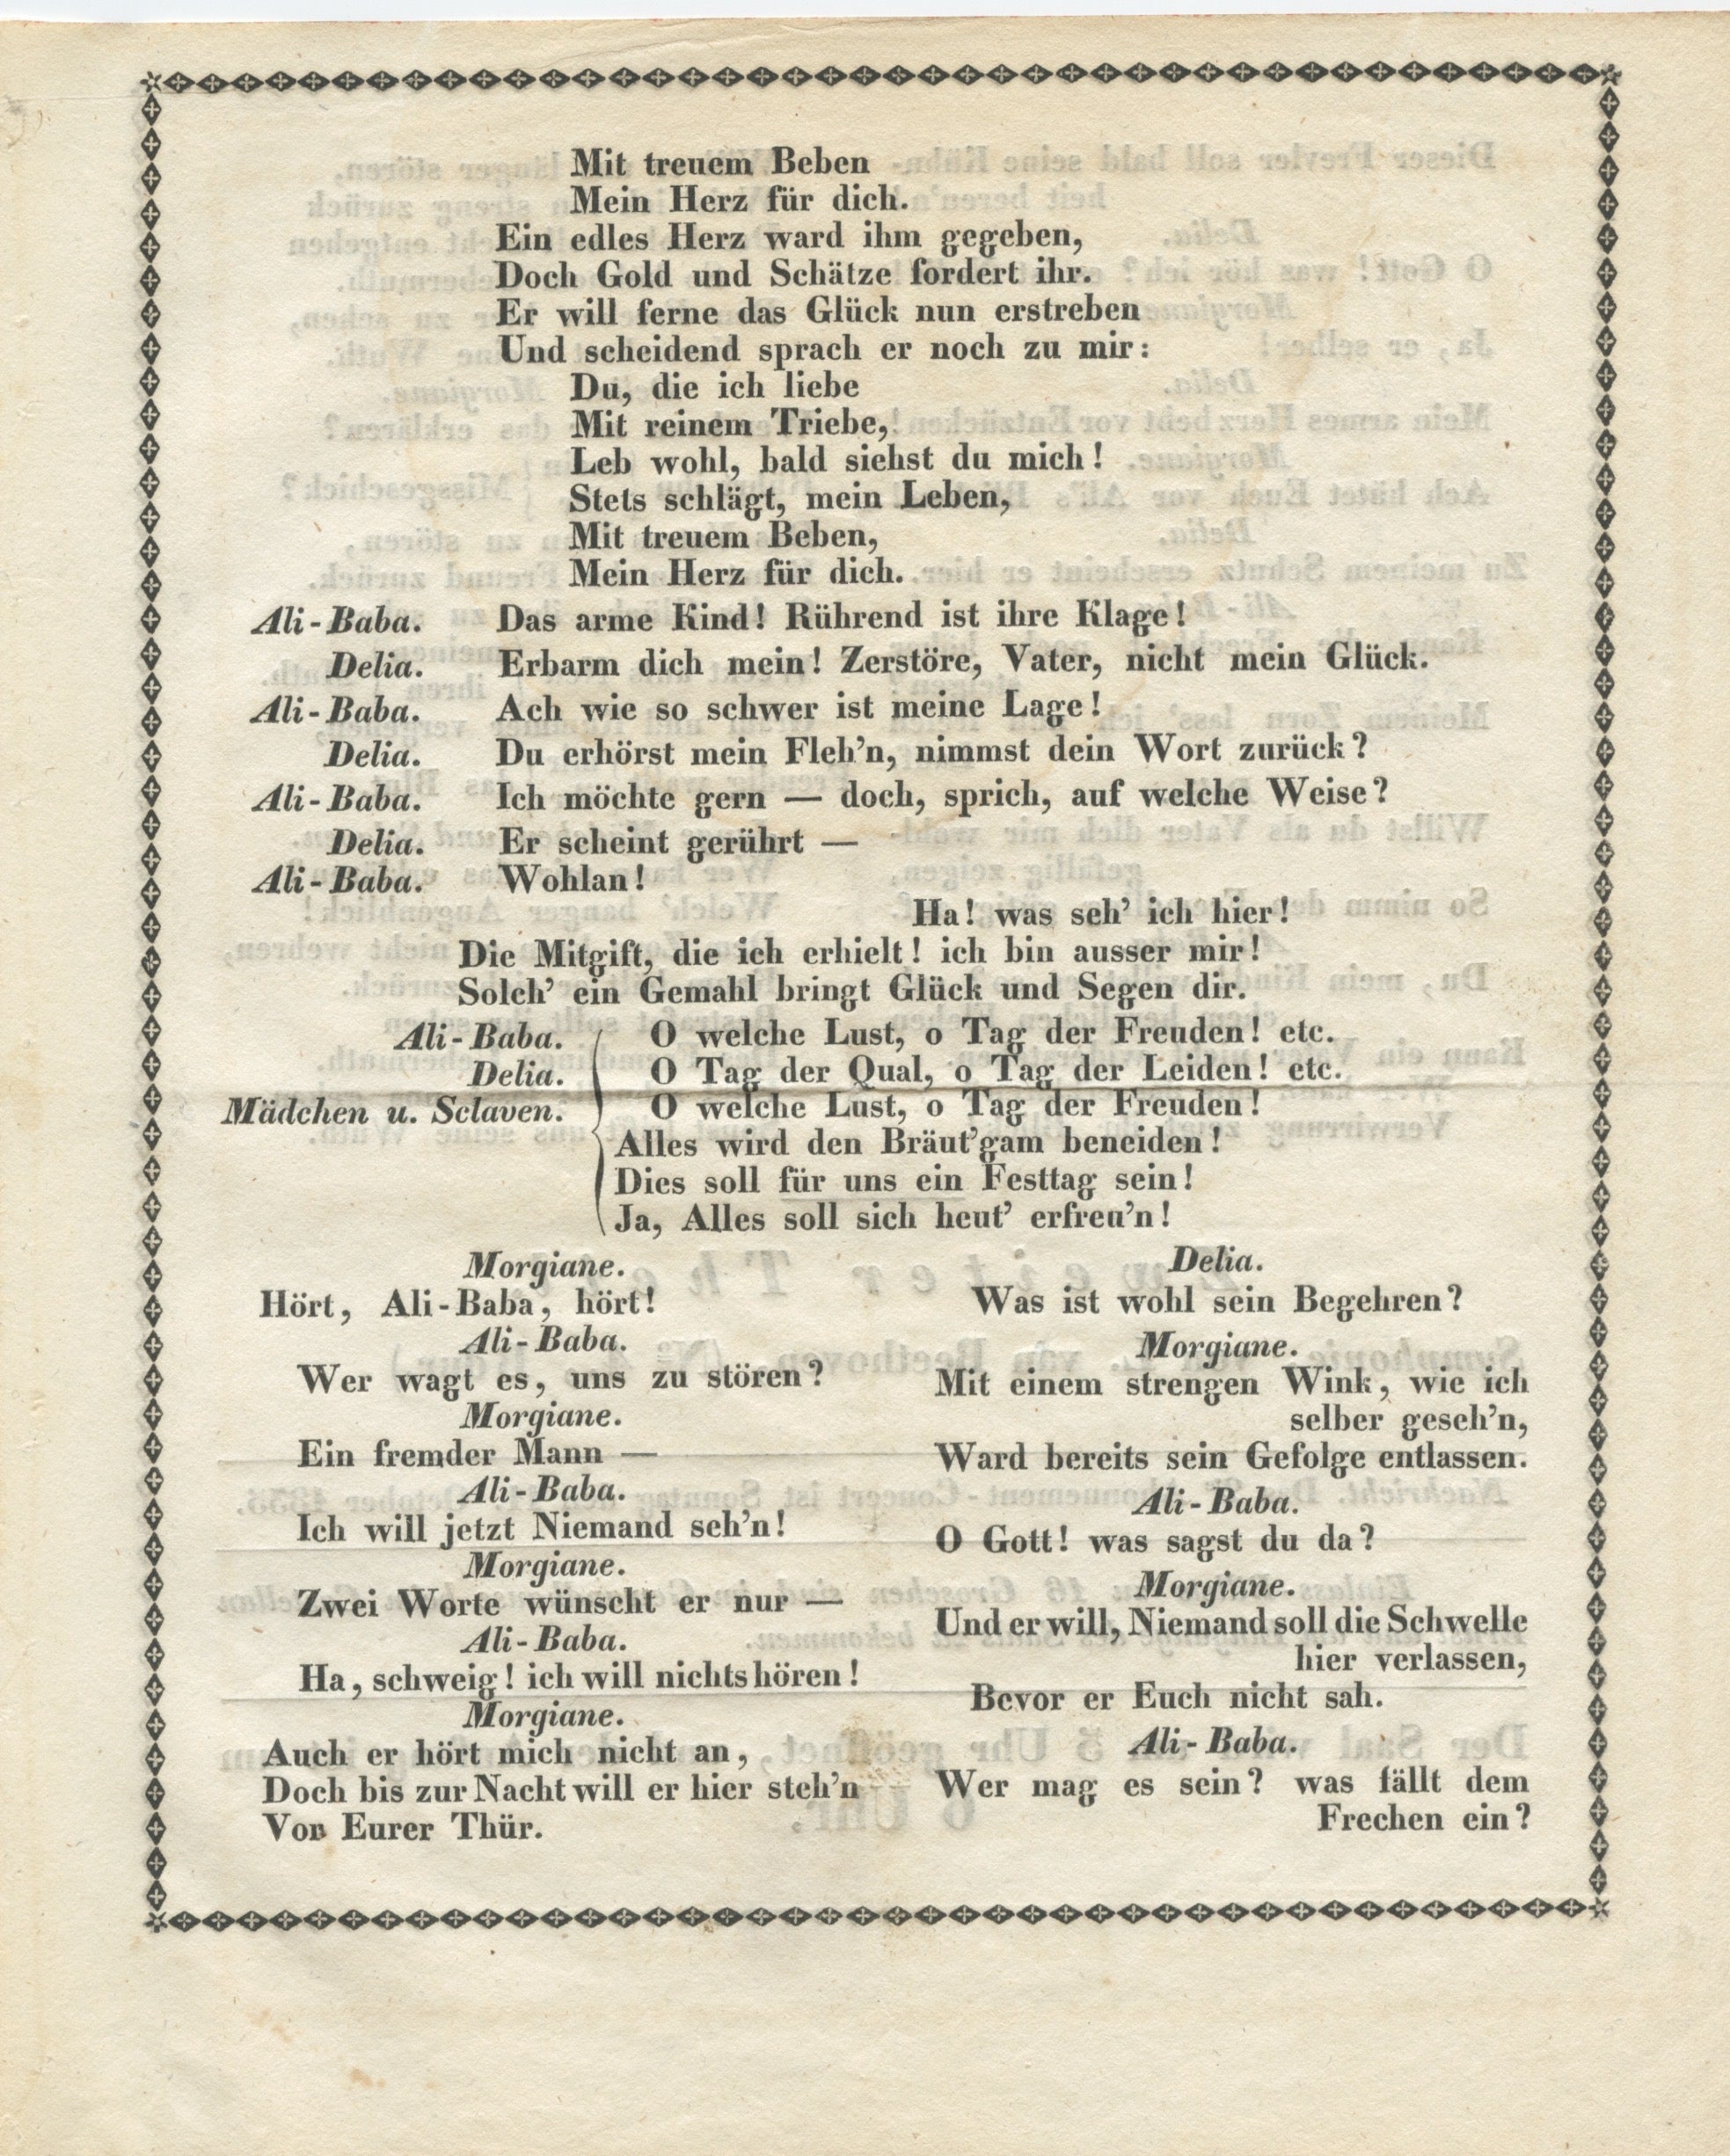 Mit treuem Beben
Mein Herz für dich.
Ein edles Herz ward ihm gegeben,
Doch Gold und Schätze fordert ihr.
Er will ferne das Glück nun erstreben
Und scheidend sprach er noch zu mir:
Du, die ich liebe
Mit reinem Triebe,
Leb wohl, bald siehst du mich!
Stets schlägt, mein Leben,
Mit treuem Beben,
Mein Herz für dich.
Ali-Baba. Das arme Kind! Rührend ist ihre Klage!
Delia. Erbarm dich mein! Zerstöre, Vater, nicht mein Glück.
Ali-Baba. Ach wie so schwer ist meine Lage!
Delia. Du erhörst mein Fleh'n, nimmst dein Wort zurück?
Ali-Baba. Ich möchte gern — doch, sprich, auf welche Weise?
Delia. Er scheint gerührt —
Ali-Baba. Wohlan!
Ha! was seh' ich hier!
Die Mitgift, die ich erhielt! ich bin ausser mir!
Solch' ein Gemahl bringt Glück und Segen dir.
Ali-Baba. O welche Lust, o Tag der Freuden! etc.
Delia. O Tag der Qual, o Tag der Leiden! etc.
Mädchen u. Sclaven. O welche Lust, o Tag der Freuden!
Alles wird den Bräut'gam beneiden!
Dies soll für uns ein Festtag sein!
Ja, Alles soll sich heut' erfreu'n!
Morgiane.
Hört, Ali-Baba, hört!
Ali-Baba.
Wer wagt es, uns zu stören?
Morgiane.
Ein fremder Mann —
Ali-Baba.
Ich will jetzt Niemand seh'n!
Morgiane.
Zwei Worte wünscht er nur —
Ali-Baba.
Ha, schweig! ich will nichts hören!
Morgiane.
Auch er hört mich nicht an,
Doch bis zur Nacht will er hier steh'n
Vor Eurer Thür.
Delia.
Was ist wohl sein Begehren?
Morgiane.
Mit einem strengen Wink, wie ich
selber geseh'n,
Ward bereits sein Gefolge entlassen.
Ali-Baba.
O Gott! was sagst du da?
Morgiane.
Und er will, Niemand soll die Schwelle
hier verlassen,
Bevor er Euch nicht sah.
Ali-Baba.
Wer mag es sein? was fällt dem
Frechen ein?